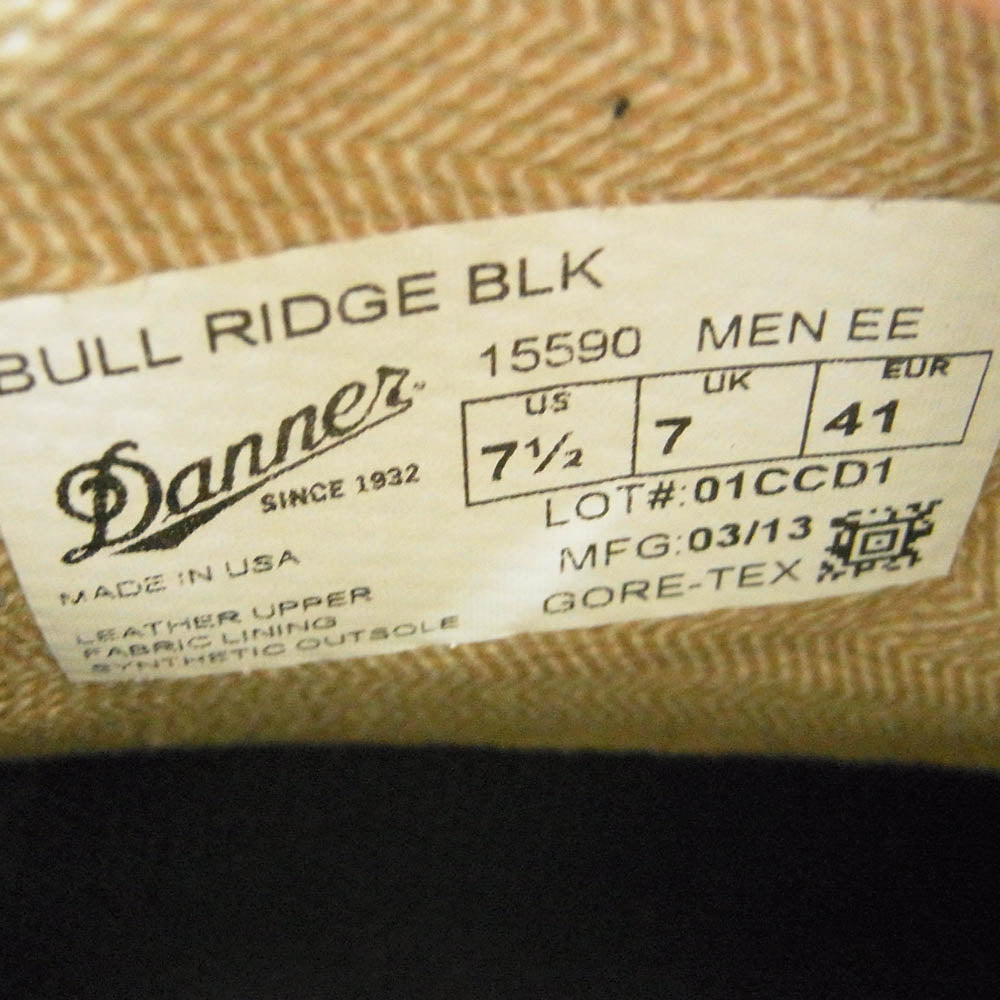 BULL RIDGE BLK
15590 MEN EE
Danner™
SINCE 1932
US UK EUR
7½ 7 41
LOT#:01CCD1
MFG:03/13
GORE-TEX
MADE IN USA
LEATHER UPPER
FABRIC LINING
SYNTHETIC OUTSOLE